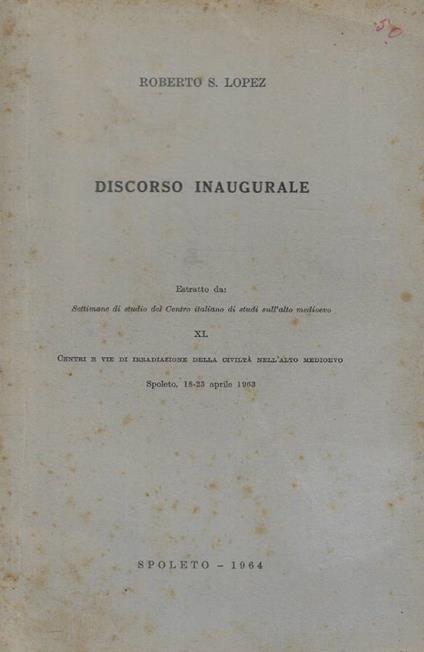 50
ROBERTO S. LOPEZ
DISCORSO INAUGURALE
Estratto da:
Settimane di studio del Centro italiano di studi sull'alto medioevo
XI.
CENTRI E VIE DI IRRADIAZIONE DELLA CIVILTÀ NELL'ALTO MEDIOEVO
Spoleto, 18-23 aprile 1963
SPOLETO - 1964